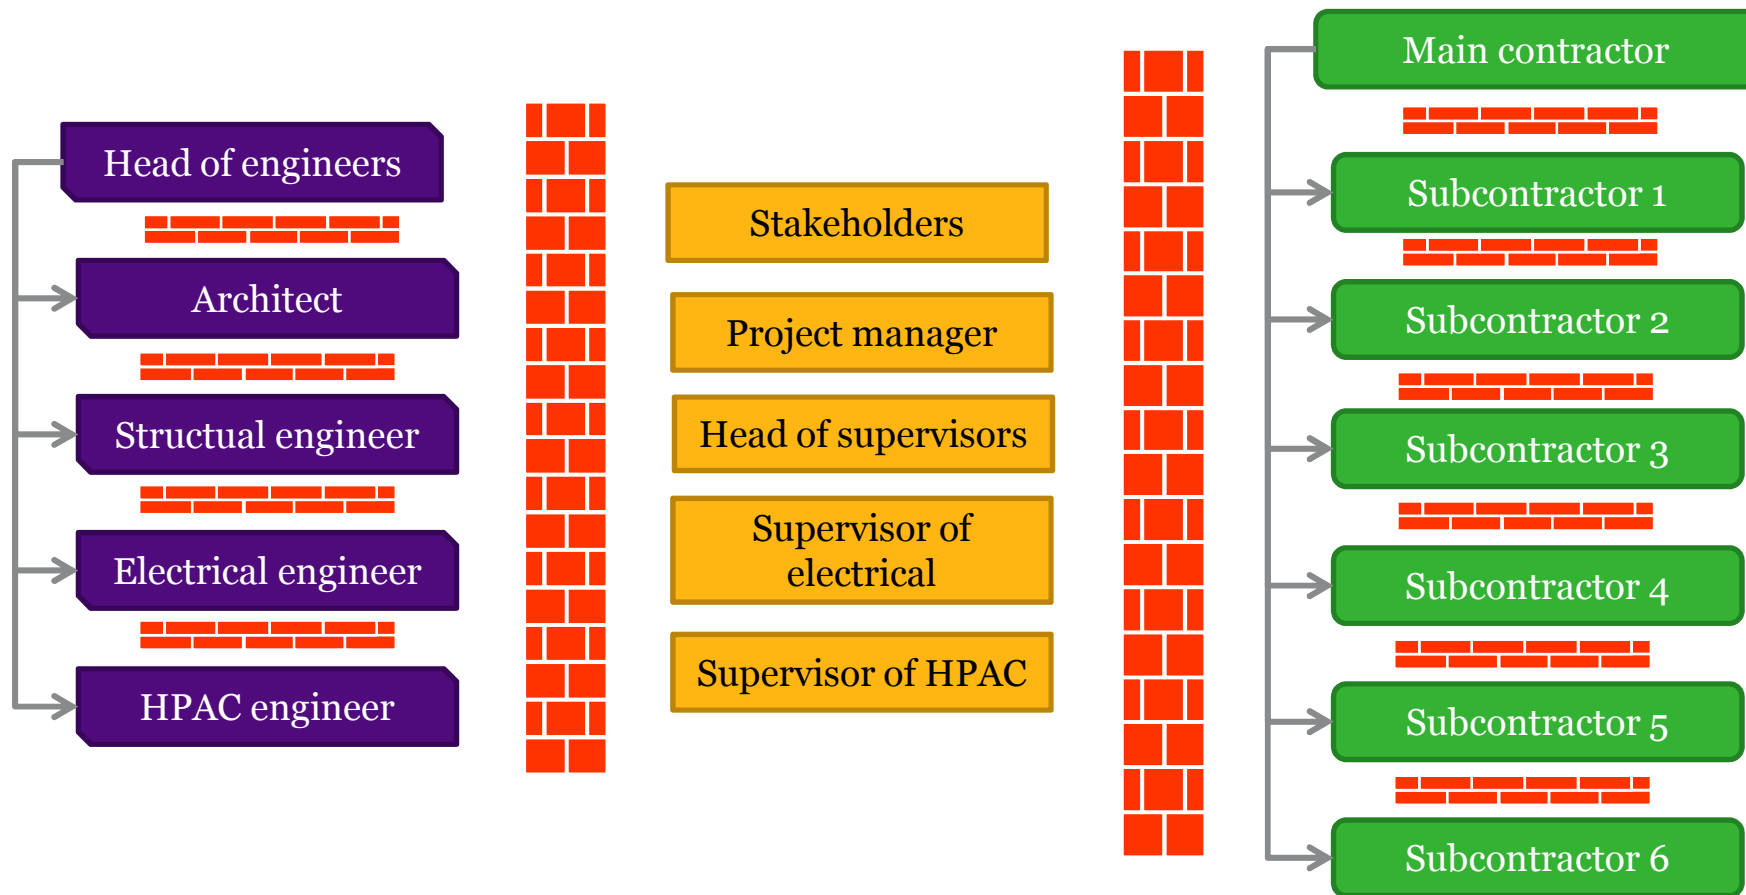 Head of engineers
Architect
Structual engineer
Electrical engineer
HPAC engineer
Stakeholders
Project manager
Head of supervisors
Supervisor of
electrical
Supervisor of HPAC
Main contractor
Subcontractor 1
Subcontractor 2
Subcontractor 3
Subcontractor 4
Subcontractor 5
Subcontractor 6